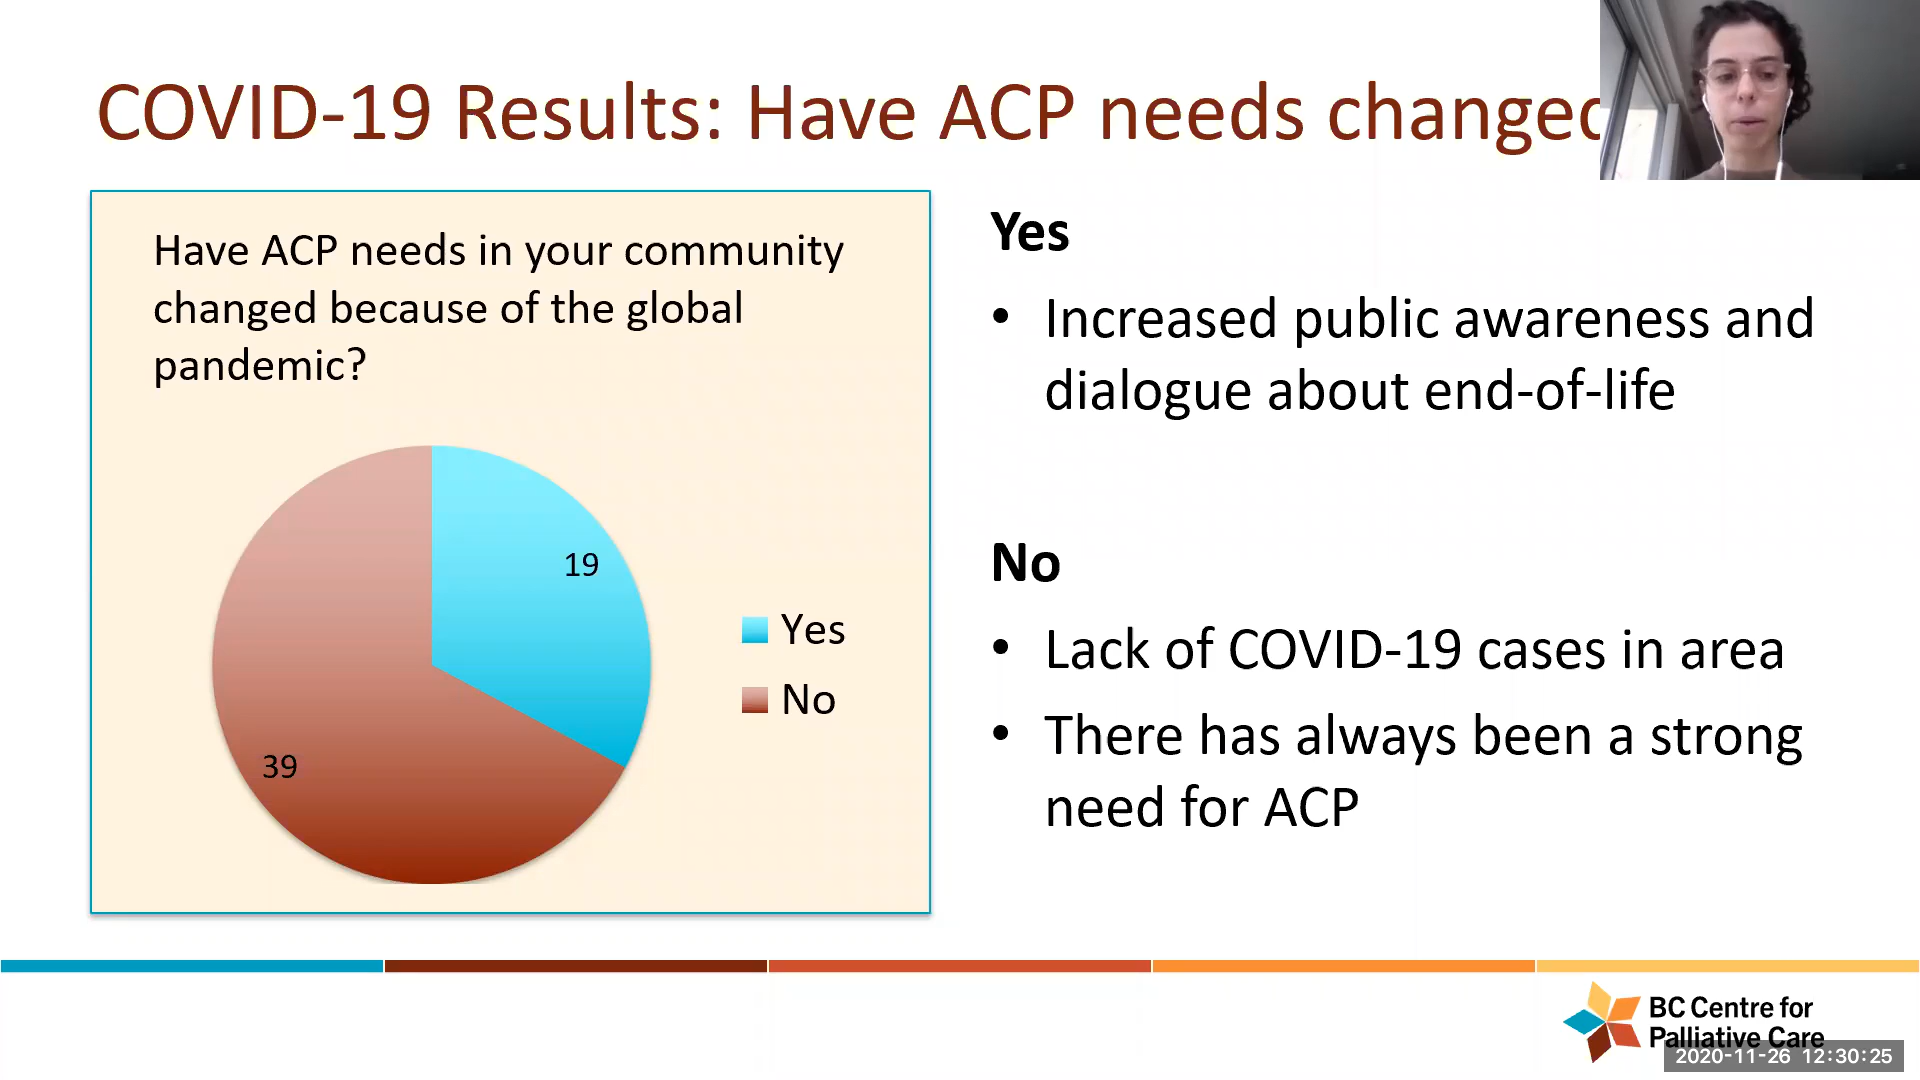 COVID-19 Results: Have ACP needs changed
Have ACP needs in your community
changed because of the global
pandemic?
19
39
Yes
No
Yes
• Increased public awareness and
dialogue about end-of-life
No
• Lack of COVID-19 cases in area
• There has always been a strong
need for ACP
BC Centre for
Palliative Care
2020-11-26 12:30:25